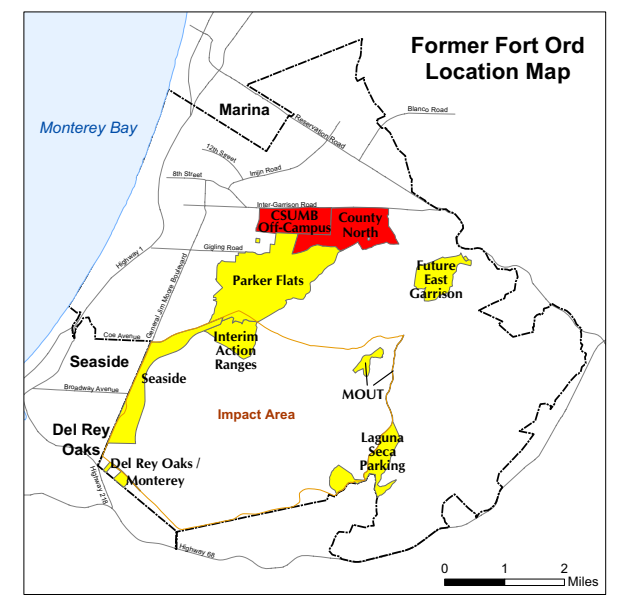 Former Fort Ord
Location Map
Marina
Blanco Road
Reservation Road
Monterey Bay
12th Street
Imjin Road
8th Street
Inter-Garrison Road
CSUMB
Off-Campus
County
North
Gigling Road
Highway 1
General Jim Moore Boulevard
Parker Flats
Future
East
Garrison
Coe Avenue
Interim
Action
Ranges
Seaside
Seaside
MOUT
Broadway Avenue
Impact Area
Del Rey
Oaks
Laguna
Seca
Parking
Del Rey Oaks /
Monterey
Highway 218
Highway 68
0 1 2
Miles